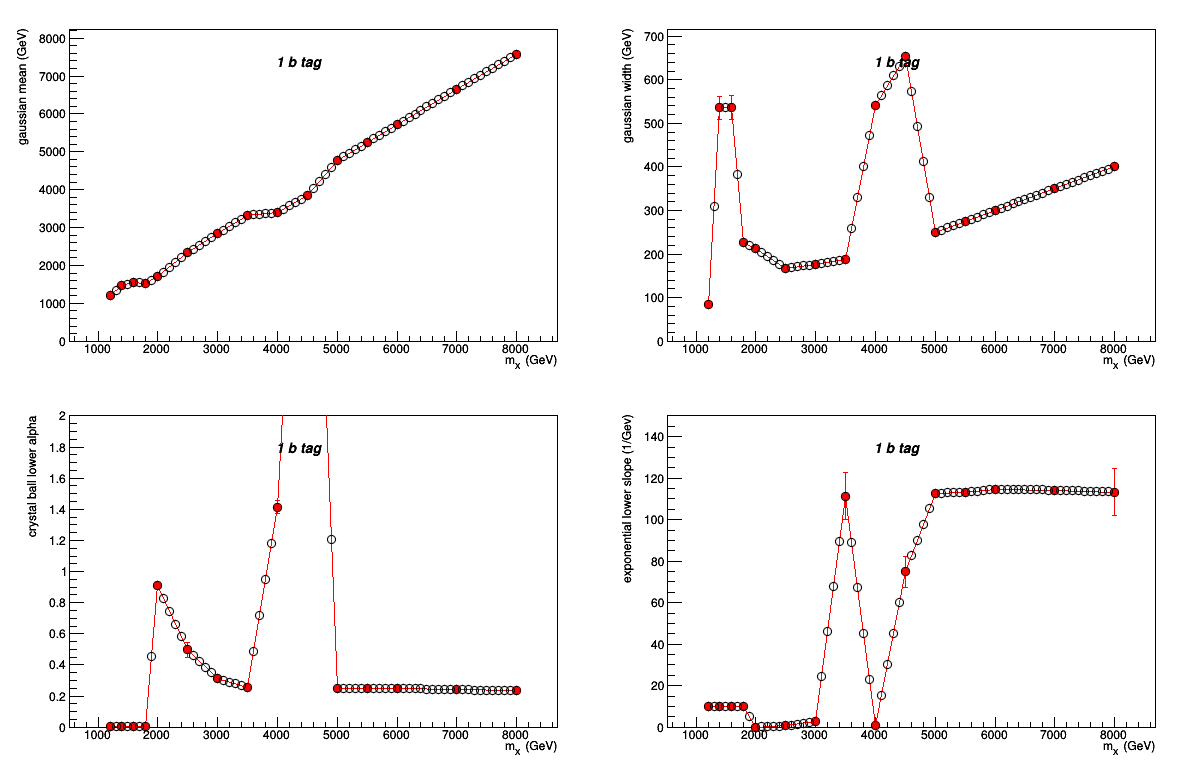 gaussian mean (GeV)
1 b tag
8000
7000
6000
5000
4000
3000
2000
1000
0
1000 2000 3000 4000 5000 6000 7000 8000
m_x (GeV)
gaussian width (GeV)
1 b tag
700
600
500
400
300
200
100
0
1000 2000 3000 4000 5000 6000 7000 8000
m_x (GeV)
crystal ball lower alpha
1 b tag
2
1.8
1.6
1.4
1.2
1
0.8
0.6
0.4
0.2
0
1000 2000 3000 4000 5000 6000 7000 8000
m_x (GeV)
exponential lower slope (1/Gev)
1 b tag
140
120
100
80
60
40
20
0
1000 2000 3000 4000 5000 6000 7000 8000
m_x (GeV)